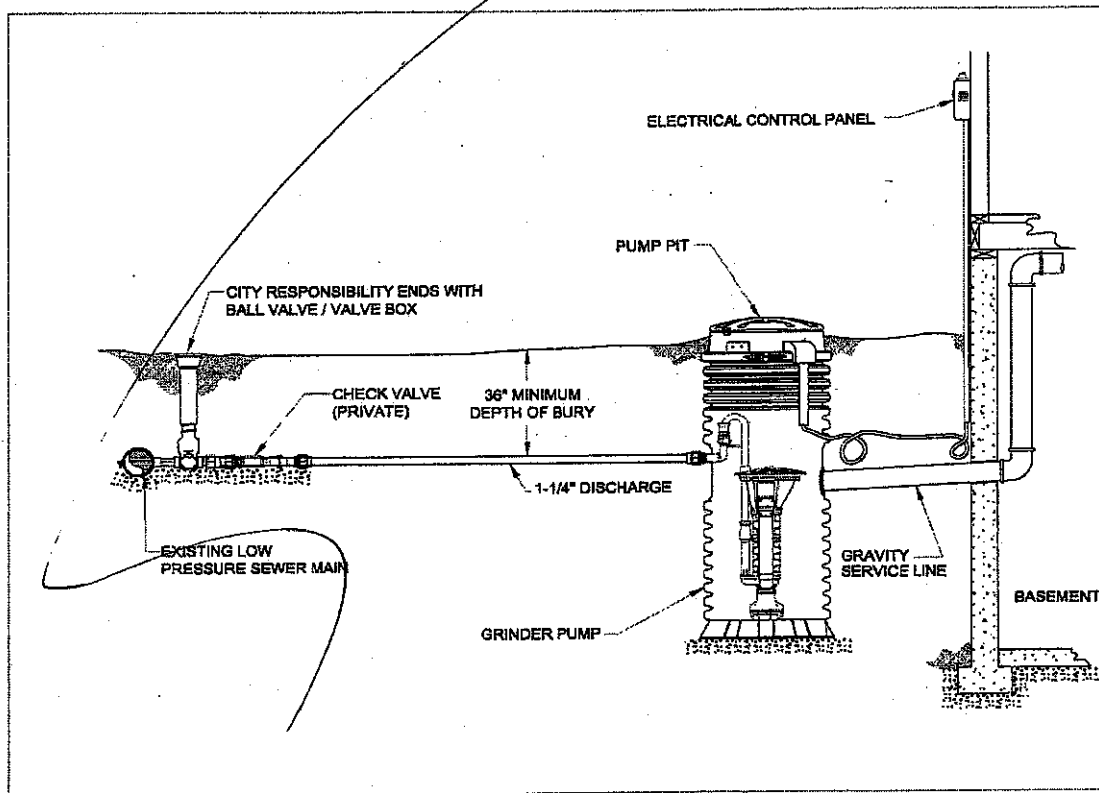 ELECTRICAL CONTROL PANEL
PUMP PIT
CITY RESPONSIBILITY ENDS WITH
BALL VALVE / VALVE BOX
CHECK VALVE
(PRIVATE)
36" MINIMUM
DEPTH OF BURY
1-1/4" DISCHARGE
EXISTING LOW
PRESSURE SEWER MAIN
GRAVITY
SERVICE LINE
BASEMENT
GRINDER PUMP